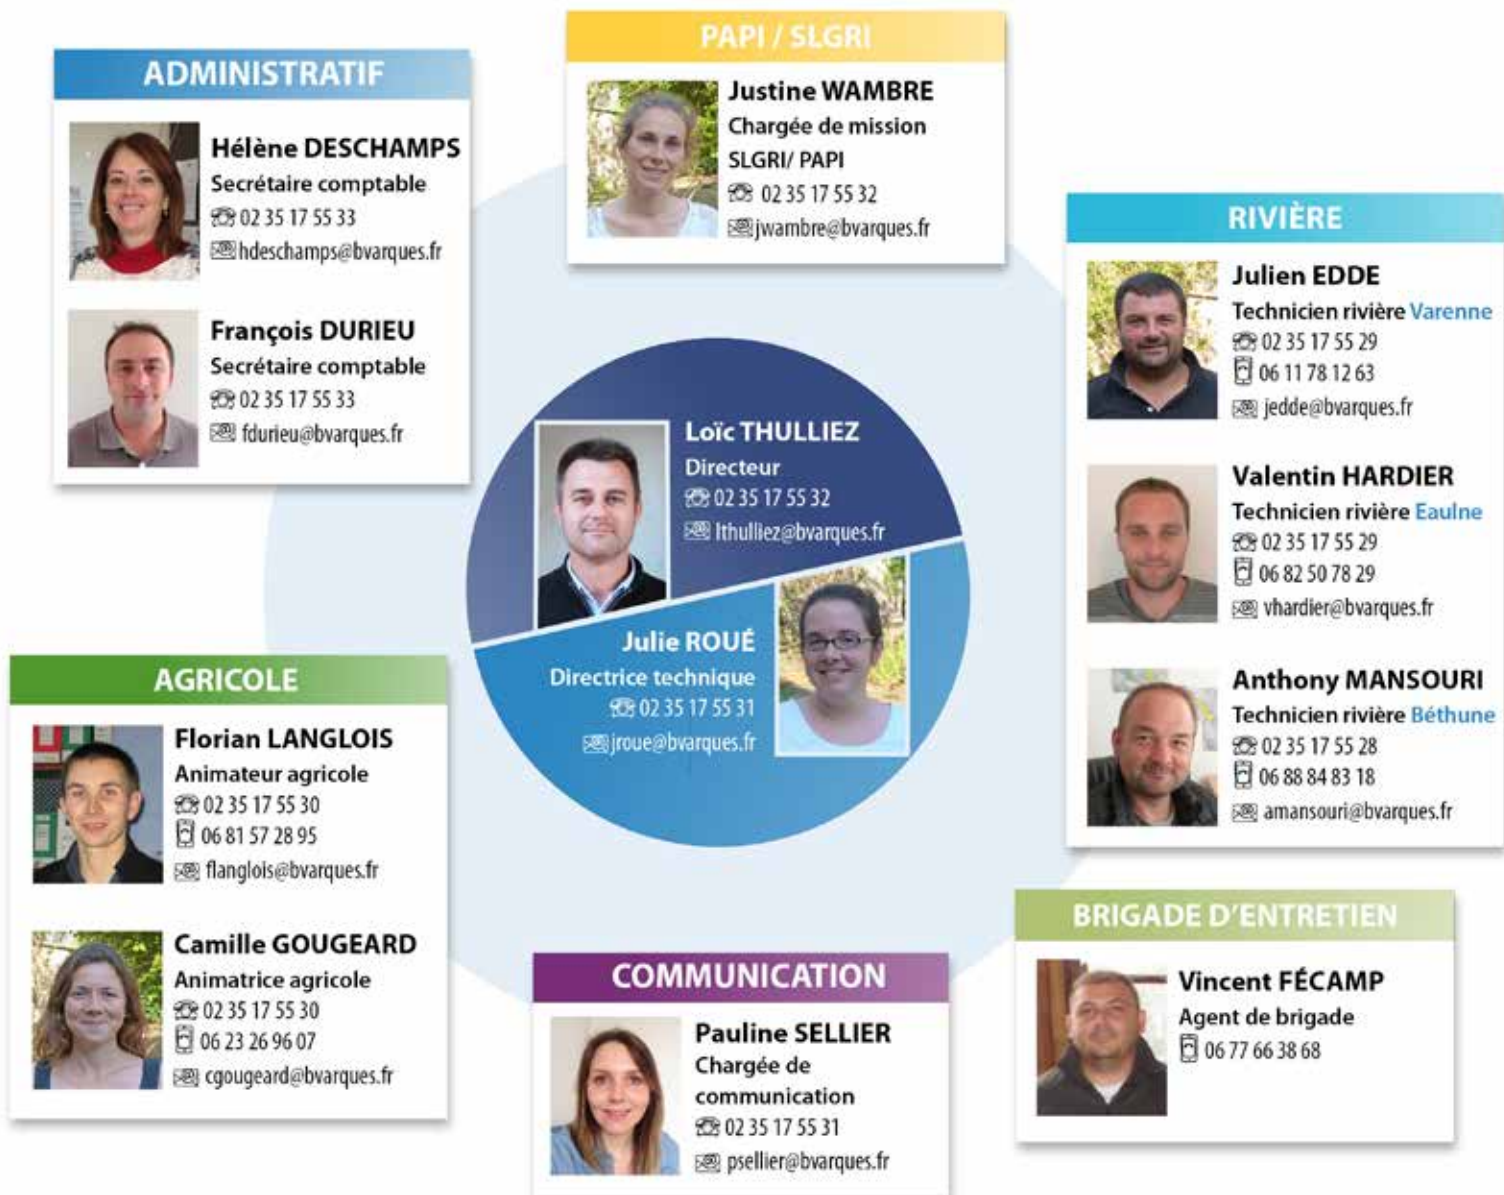 ADMINISTRATIF
Hélène DESCHAMPS
Secrétaire comptable
02 35 17 55 33
hdeschamps@bvarques.fr
François DURIEU
Secrétaire comptable
02 35 17 55 33
fdurieu@bvarques.fr
PAPI / SLGRI
Justine WAMBRE
Chargée de mission
SLGRI/ PAPI
02 35 17 55 32
jwambre@bvarques.fr
RIVIÈRE
Julien EDDE
Technicien rivière Varenne
02 35 17 55 29
06 11 78 12 63
jedde@bvarques.fr
Valentin HARDIER
Technicien rivière Eaulne
02 35 17 55 29
06 82 50 78 29
vhardier@bvarques.fr
Anthony MANSOURI
Technicien rivière Béthune
02 35 17 55 28
06 88 84 83 18
amansouri@bvarques.fr
Loïc THULLIEZ
Directeur
02 35 17 55 32
lthulliez@bvarques.fr
Julie ROUÉ
Directrice technique
02 35 17 55 31
jroue@bvarques.fr
AGRICOLE
Florian LANGLOIS
Animateur agricole
02 35 17 55 30
06 81 57 28 95
flanglois@bvarques.fr
Camille GOUGEARD
Animatrice agricole
02 35 17 55 30
06 23 26 96 07
cgougeard@bvarques.fr
COMMUNICATION
Pauline SELLIER
Chargée de
communication
02 35 17 55 31
psellier@bvarques.fr
BRIGADE D'ENTRETIEN
Vincent FÉCAMP
Agent de brigade
06 77 66 38 68